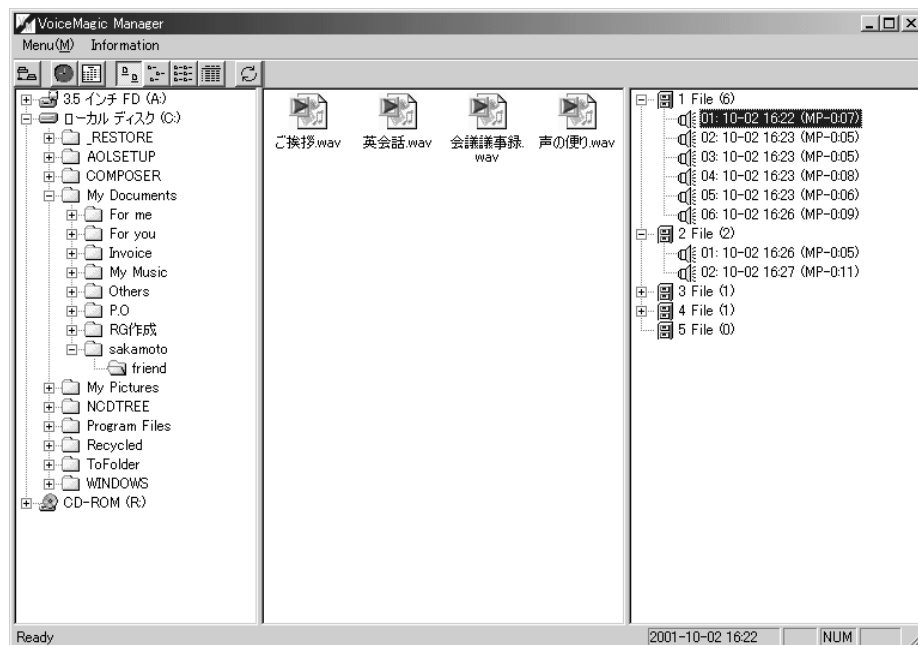 VoiceMagic Manager
Menu(M) Information
3.5 インチ FD (A:)
ローカル ディスク (C:)
_RESTORE
AOLSETUP
COMPOSER
My Documents
For me
For you
Invoice
My Music
Others
P.O
RG作成
sakamoto
friend
My Pictures
NCDTREE
Program Files
Recycled
ToFolder
WINDOWS
CD-ROM (R:)
ご挨拶.wav
英会話.wav
会議議事録.
wav
声の便り.wav
1 File (6)
01: 10-02 16:22 (MP-0:07)
02: 10-02 16:23 (MP-0:05)
03: 10-02 16:23 (MP-0:05)
04: 10-02 16:23 (MP-0:08)
05: 10-02 16:23 (MP-0:06)
06: 10-02 16:26 (MP-0:09)
2 File (2)
01: 10-02 16:26 (MP-0:05)
02: 10-02 16:27 (MP-0:11)
3 File (1)
4 File (1)
5 File (0)
Ready
2001-10-02 16:22
NUM